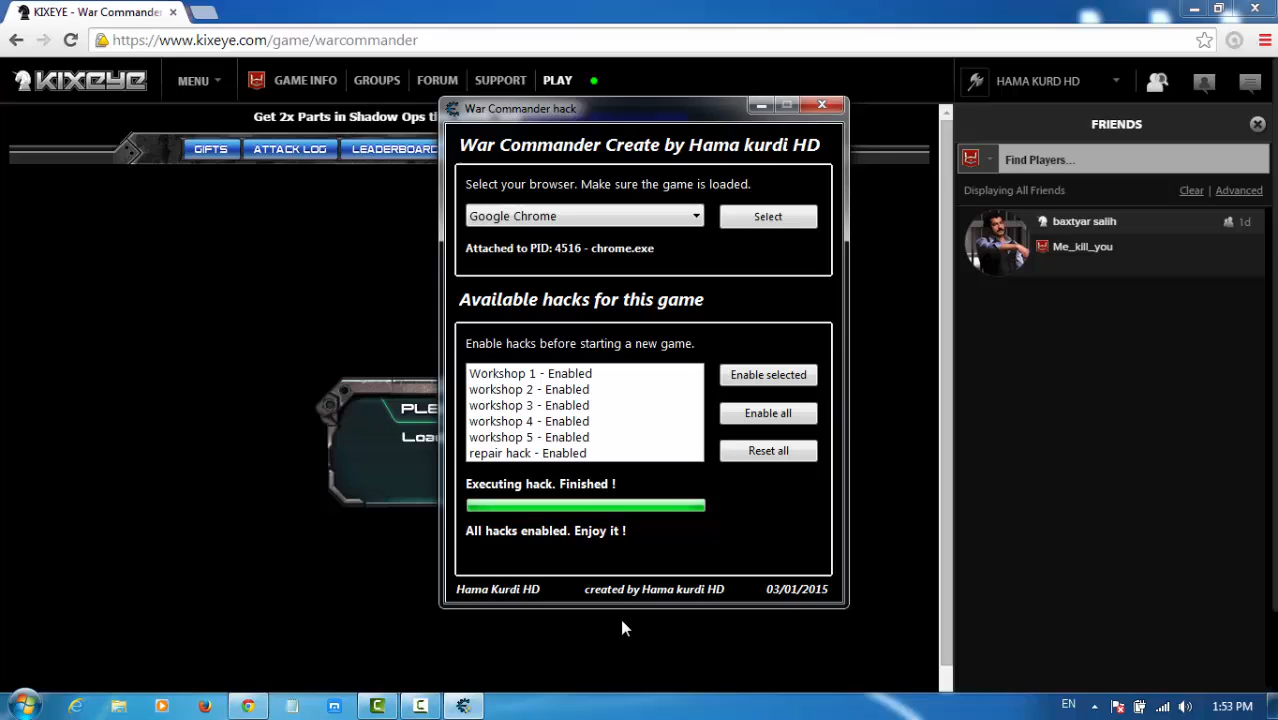 KIXEYE - War Commander
https://www.kixeye.com/game/warcommander
KIXEYE
MENU
GAME INFO
GROUPS
FORUM
SUPPORT
PLAY
HAMA KURD HD
Get 2x Parts in Shadow Ops t
GIFTS
ATTACK LOG
LEADERBOARD
PLE
Loa
War Commander hack
War Commander Create by Hama kurdi HD
Select your browser. Make sure the game is loaded.
Google Chrome
Select
Attached to PID: 4516 - chrome.exe
Available hacks for this game
Enable hacks before starting a new game.
Workshop 1 - Enabled
workshop 2 - Enabled
workshop 3 - Enabled
workshop 4 - Enabled
workshop 5 - Enabled
repair hack - Enabled
Enable selected
Enable all
Reset all
Executing hack. Finished !
All hacks enabled. Enjoy it !
Hama Kurdi HD
created by Hama kurdi HD
03/01/2015
FRIENDS
Find Players...
Displaying All Friends
Clear | Advanced
baxtyar salih
1d
Me_kill_you
EN
1:53 PM